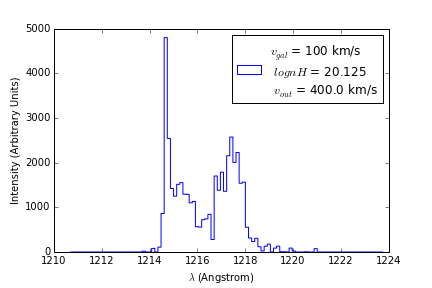 5000
4000
3000
2000
1000
0
Intensity (Arbitrary Units)
v_gal = 100 km/s
lognH = 20.125
v_out = 400.0 km/s
1210 1212 1214 1216 1218 1220 1222 1224
λ (Angstrom)